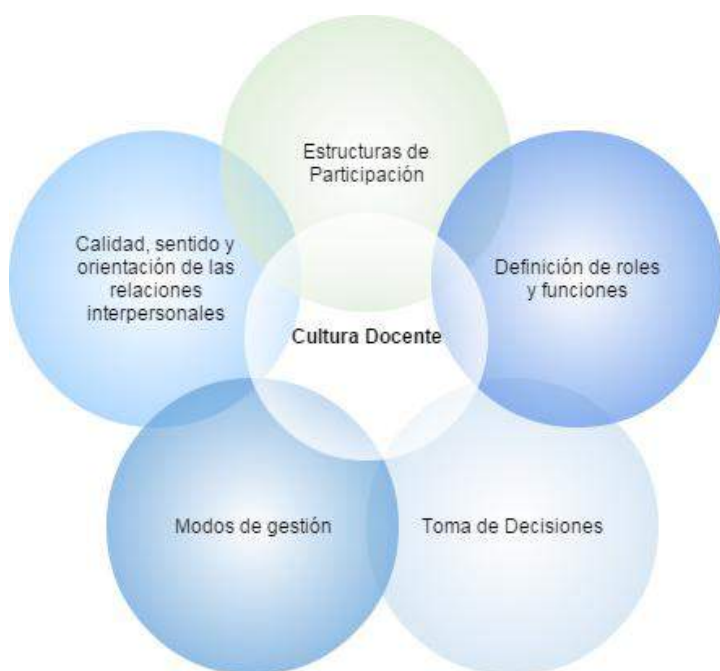 Estructuras de
Participación
Calidad, sentido y
orientación de las
relaciones
interpersonales
Definición de roles
y funciones
Cultura Docente
Modos de gestión
Toma de Decisiones